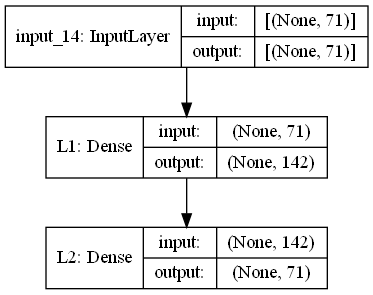 input_14: InputLayer
input: [(None, 71)]
output: [(None, 71)]
L1: Dense
input: (None, 71)
output: (None, 142)
L2: Dense
input: (None, 142)
output: (None, 71)